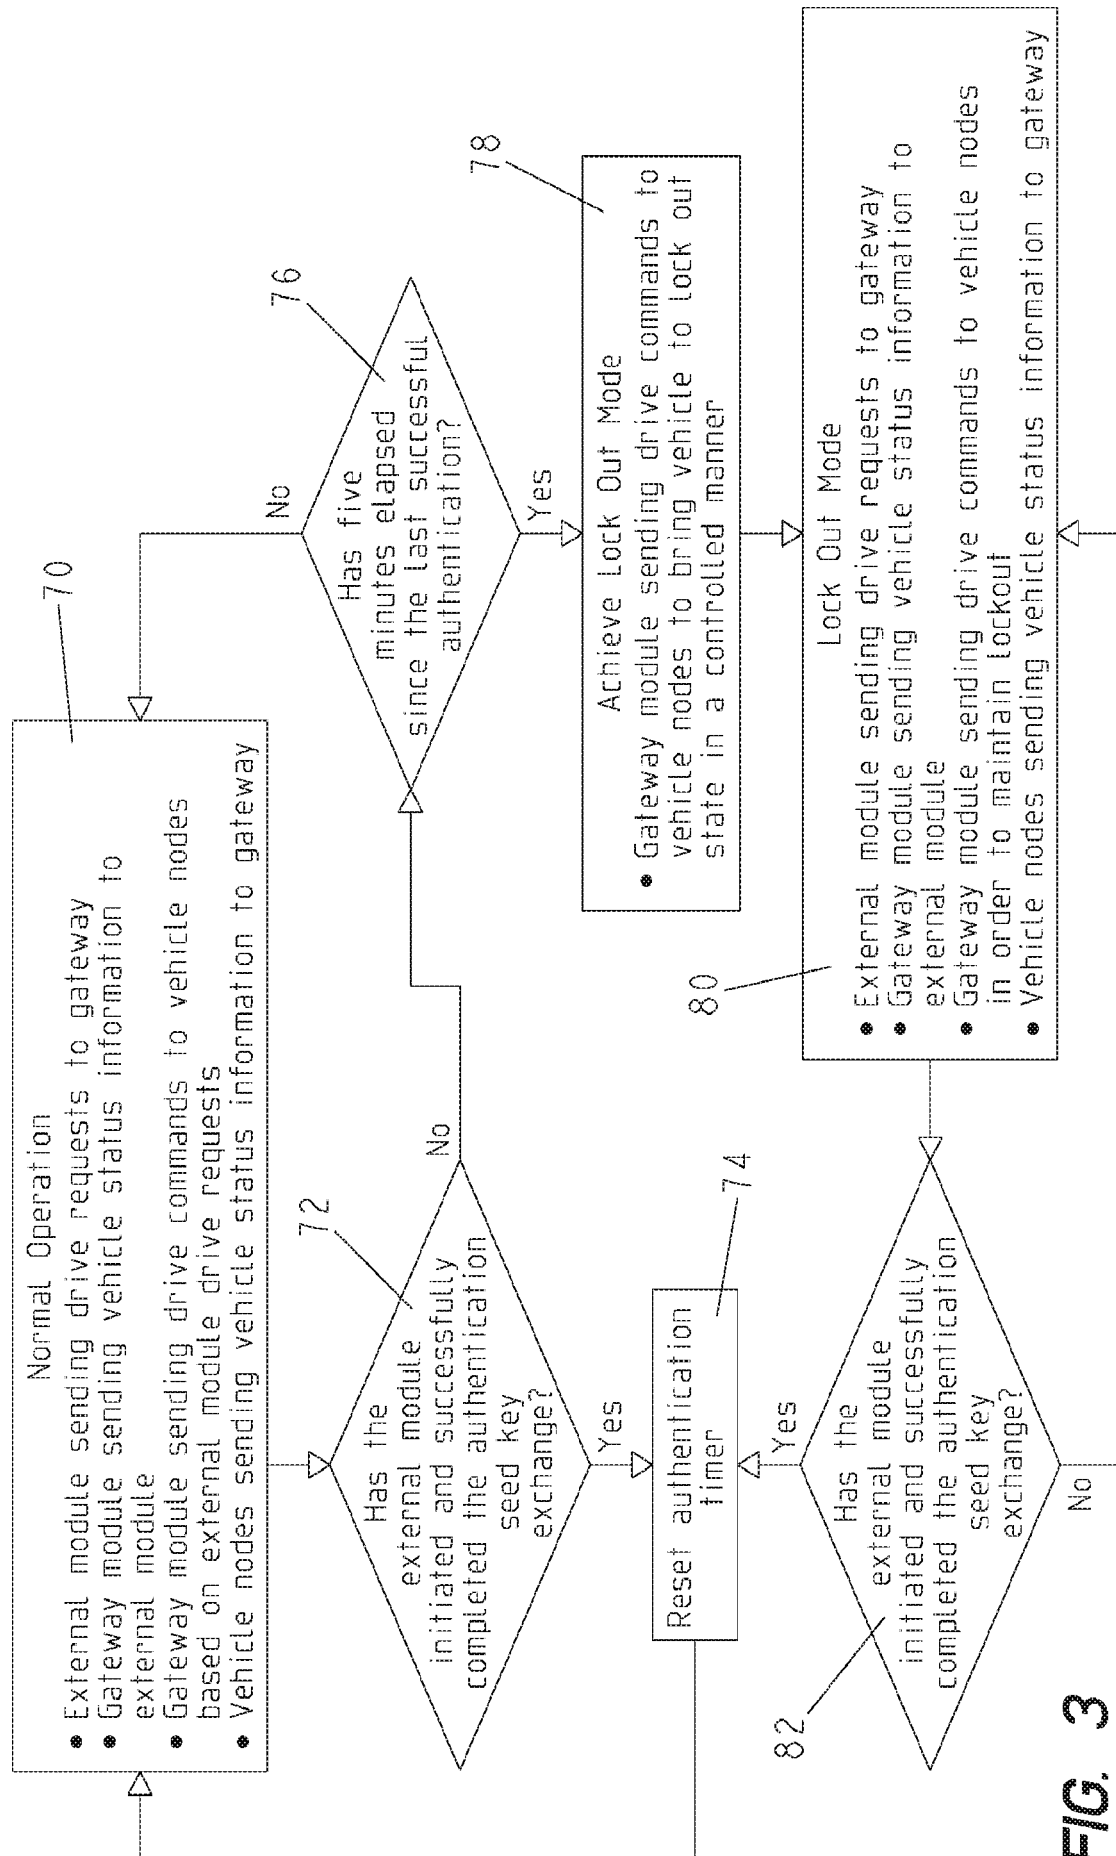 Normal Operation
• External module sending drive requests to gateway
• Gateway module sending vehicle status information to
external module
• Gateway module sending drive commands to vehicle nodes
based on external module drive requests
• Vehicle nodes sending vehicle status information to gateway
70
Has the
external module
initiated and successfully
completed the authentication
seed key
exchange?
72
No
Yes
Has five
minutes elapsed
since the last successful
authentication?
76
No
Yes
Reset authentication
timer
74
Achieve Lock Out Mode
• Gateway module sending drive commands to
vehicle nodes to bring vehicle to lock out
state in a controlled manner
78
Yes
Has the
external module
initiated and successfully
completed the authentication
seed key
exchange?
82
No
Lock Out Mode
• External module sending drive requests to gateway
• Gateway module sending vehicle status information to
external module
• Gateway module sending drive commands to vehicle nodes
in order to maintain lockout
• Vehicle nodes sending vehicle status information to gateway
80
FIG. 3